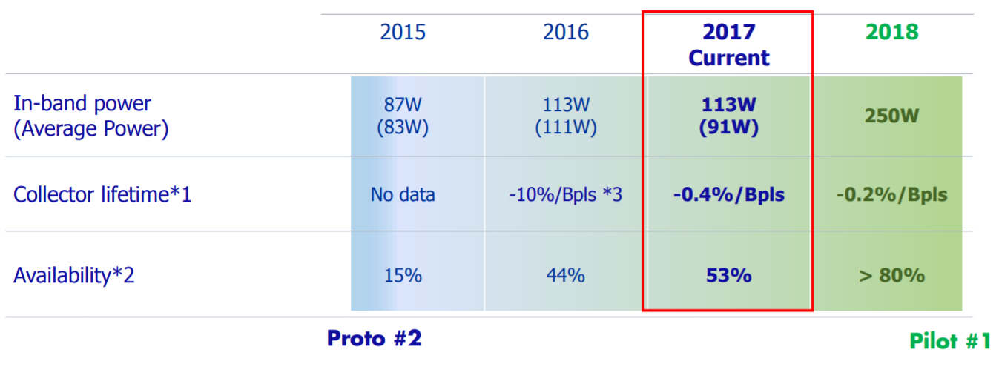 2015 2016 2017 2018
Current
In-band power 87W 113W 113W 250W
(Average Power) (83W) (111W) (91W)
Collector lifetime*1 No data -10%/Bpls *3 -0.4%/Bpls -0.2%/Bpls
Availability*2 15% 44% 53% > 80%
Proto #2 Pilot #1